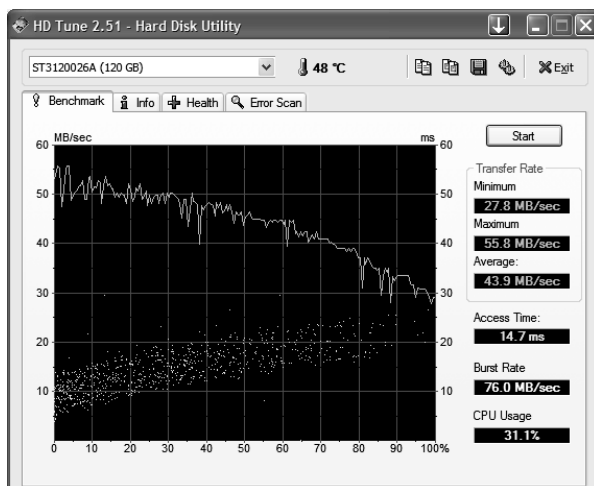 HD Tune 2.51 - Hard Disk Utility
ST3120026A (120 GB)
48 °C
Exit
Benchmark Info Health Error Scan
MB/sec ms
60 60
50 50
40 40
30 30
20 20
10 10
0 10 20 30 40 50 60 70 80 90 100%
Start
Transfer Rate
Minimum
27.8 MB/sec
Maximum
55.8 MB/sec
Average:
43.9 MB/sec
Access Time:
14.7 ms
Burst Rate
76.0 MB/sec
CPU Usage
31.1%